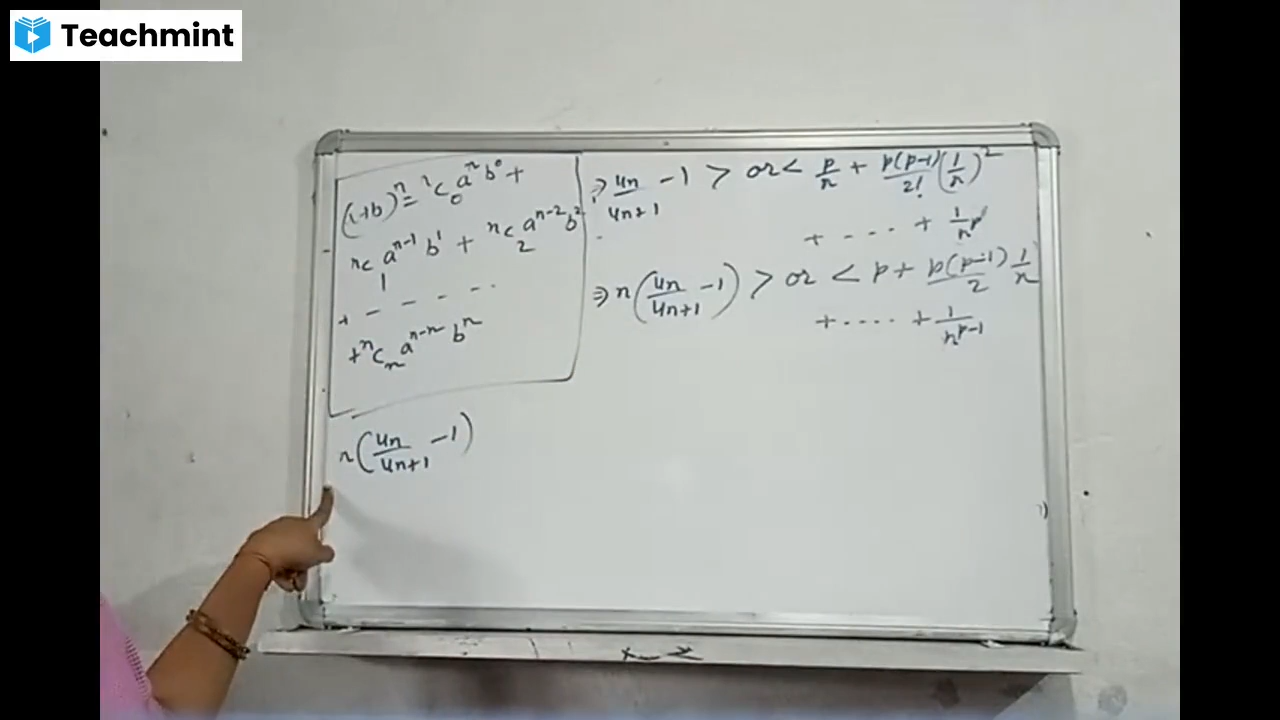 Teachmint
(a+b)^n = ^nC_0 a^n b^0 +
^nC_1 a^{n-1} b^1 + ^nC_2 a^{n-2} b^2
+ - - - - ..
+ ^nC_n a^{n-n} b^n
n(4n/4n+1 - 1)
⇒ 4n/4n+1 - 1 > or < p/n + p(p-1)/2! (1/n)^2
+ - - - .. + 1/n^p
⇒ n(4n/4n+1 - 1) > or < p + p(p-1)/2 1/n
+ .... + 1/n^{p-1}